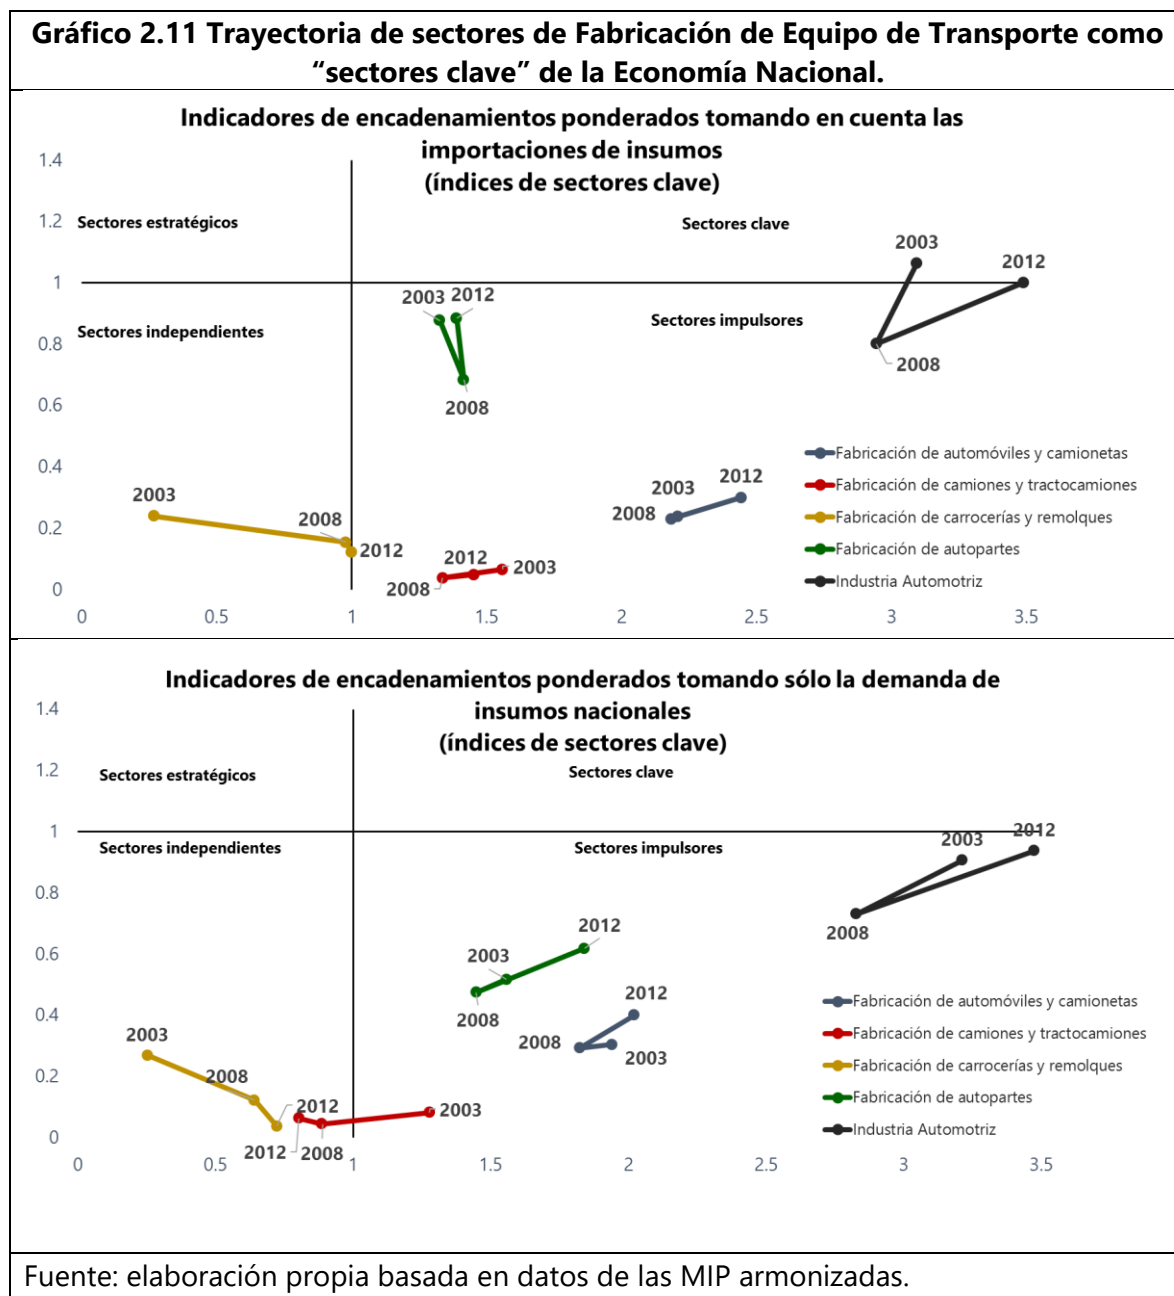 Gráfico 2.11 Trayectoria de sectores de Fabricación de Equipo de Transporte como
“sectores clave” de la Economía Nacional.
Indicadores de encadenamientos ponderados tomando en cuenta las
importaciones de insumos
(índices de sectores clave)
1.4
1.2
Sectores estratégicos
Sectores clave
2003
2012
1
2003
2012
Sectores independientes
Sectores impulsores
0.8
2008
0.6
2008
0.4
Fabricación de automóviles y camionetas
2003
2003
2012
Fabricación de camiones y tractocamiones
0.2
2008
2008
Fabricación de carrocerías y remolques
2012
2012
2003
Fabricación de autopartes
2008
Industria Automotriz
0
0
0.5
1
1.5
2
2.5
3
3.5
Indicadores de encadenamientos ponderados tomando sólo la demanda de
insumos nacionales
(índices de sectores clave)
1.4
1.2
Sectores estratégicos
Sectores clave
1
2003
2012
Sectores independientes
Sectores impulsores
0.8
2008
0.6
2003
2012
2008
0.4
2012
Fabricación de automóviles y camionetas
2003
2008
2003
Fabricación de camiones y tractocamiones
0.2
2008
Fabricación de carrocerías y remolques
2012
2003
Fabricación de autopartes
0
2012
2008
Industria Automotriz
0
0.5
1
1.5
2
2.5
3
3.5
Fuente: elaboración propia basada en datos de las MIP armonizadas.